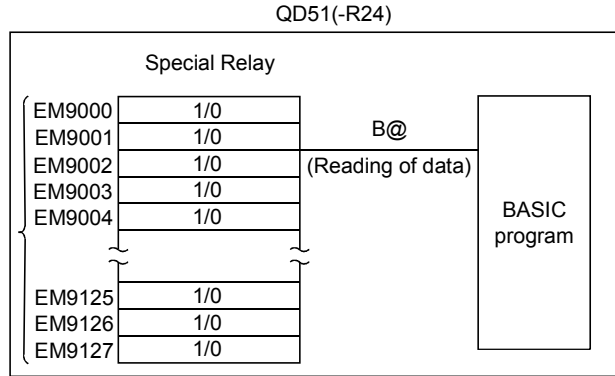 QD51(-R24)
Special Relay
EM9000 1/0
EM9001 1/0
B@
EM9002 1/0
(Reading of data)
EM9003 1/0
EM9004 1/0
BASIC
program
EM9125 1/0
EM9126 1/0
EM9127 1/0